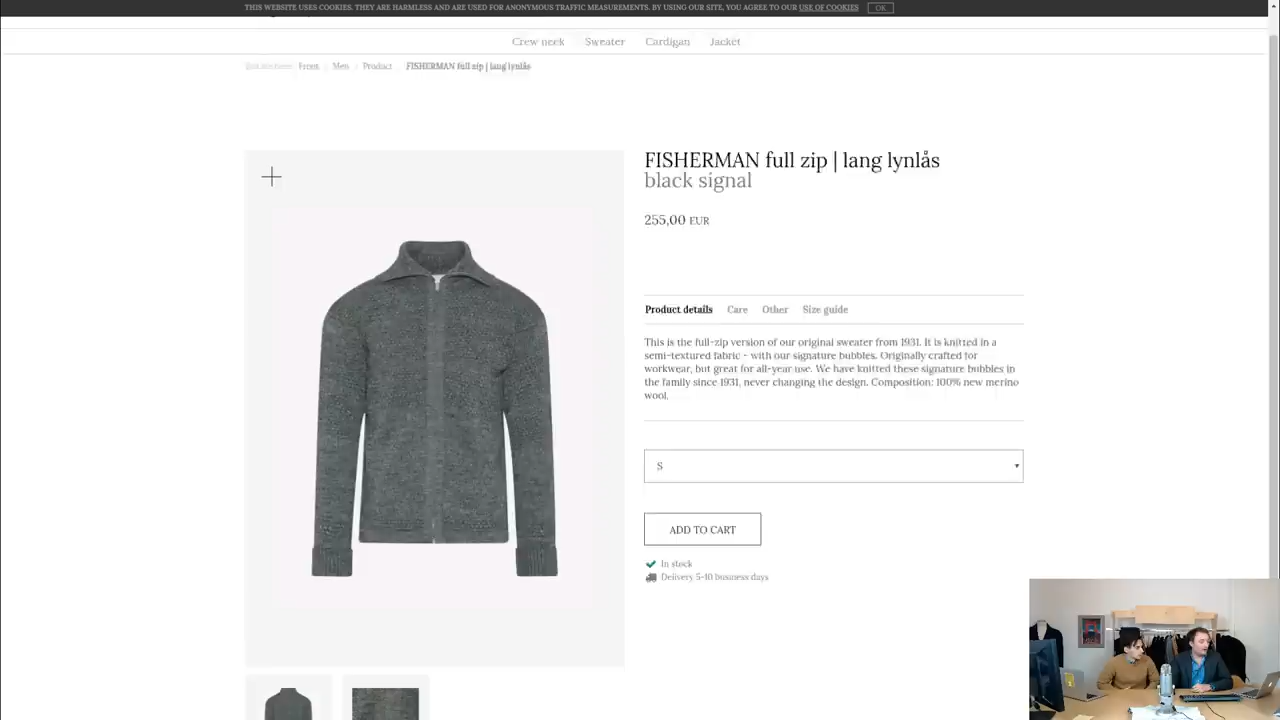 THIS WEBSITE USES COOKIES. THEY ARE HARMLESS AND ARE USED FOR ANONYMOUS TRAFFIC MEASUREMENTS. BY USING OUR SITE, YOU AGREE TO OUR USE OF COOKIES OK
Crew neck Sweater Cardigan Jacket
You are here: Front / Men / Product / FISHERMAN full zip | lang lynlås
FISHERMAN full zip | lang lynlås
black signal
255,00 EUR
Product details Care Other Size guide
This is the full-zip version of our original sweater from 1931. It is knitted in a
semi-textured fabric - with our signature bubbles. Originally crafted for
workwear, but great for all-year use. We have knitted these signature bubbles in
the family since 1931, never changing the design. Composition: 100% new merino
wool.
S
ADD TO CART
In stock
Delivery 5-10 business days